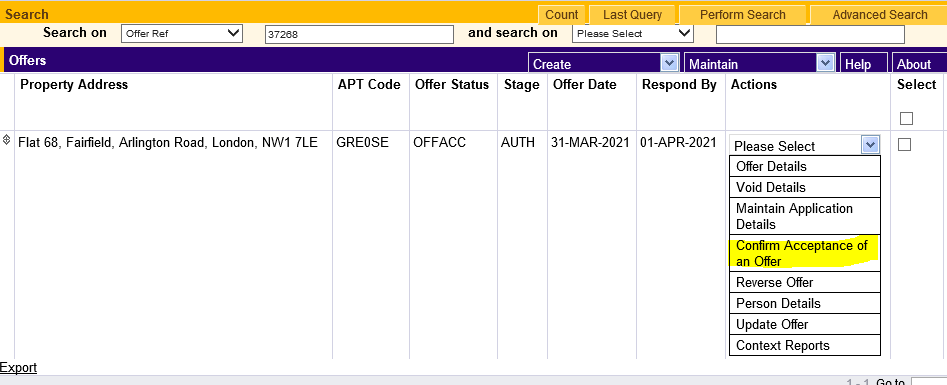 Search
Count
Last Query
Perform Search
Advanced Search
Search on Offer Ref 37268 and search on Please Select
Offers
Create
Maintain
Help
About
Property Address APT Code Offer Status Stage Offer Date Respond By Actions Select
Flat 68, Fairfield, Arlington Road, London, NW1 7LE GRE0SE OFFACC AUTH 31-MAR-2021 01-APR-2021 Please Select
Offer Details
Void Details
Maintain Application
Details
Confirm Acceptance of
an Offer
Reverse Offer
Person Details
Update Offer
Context Reports
Export
1 - 1 Go to